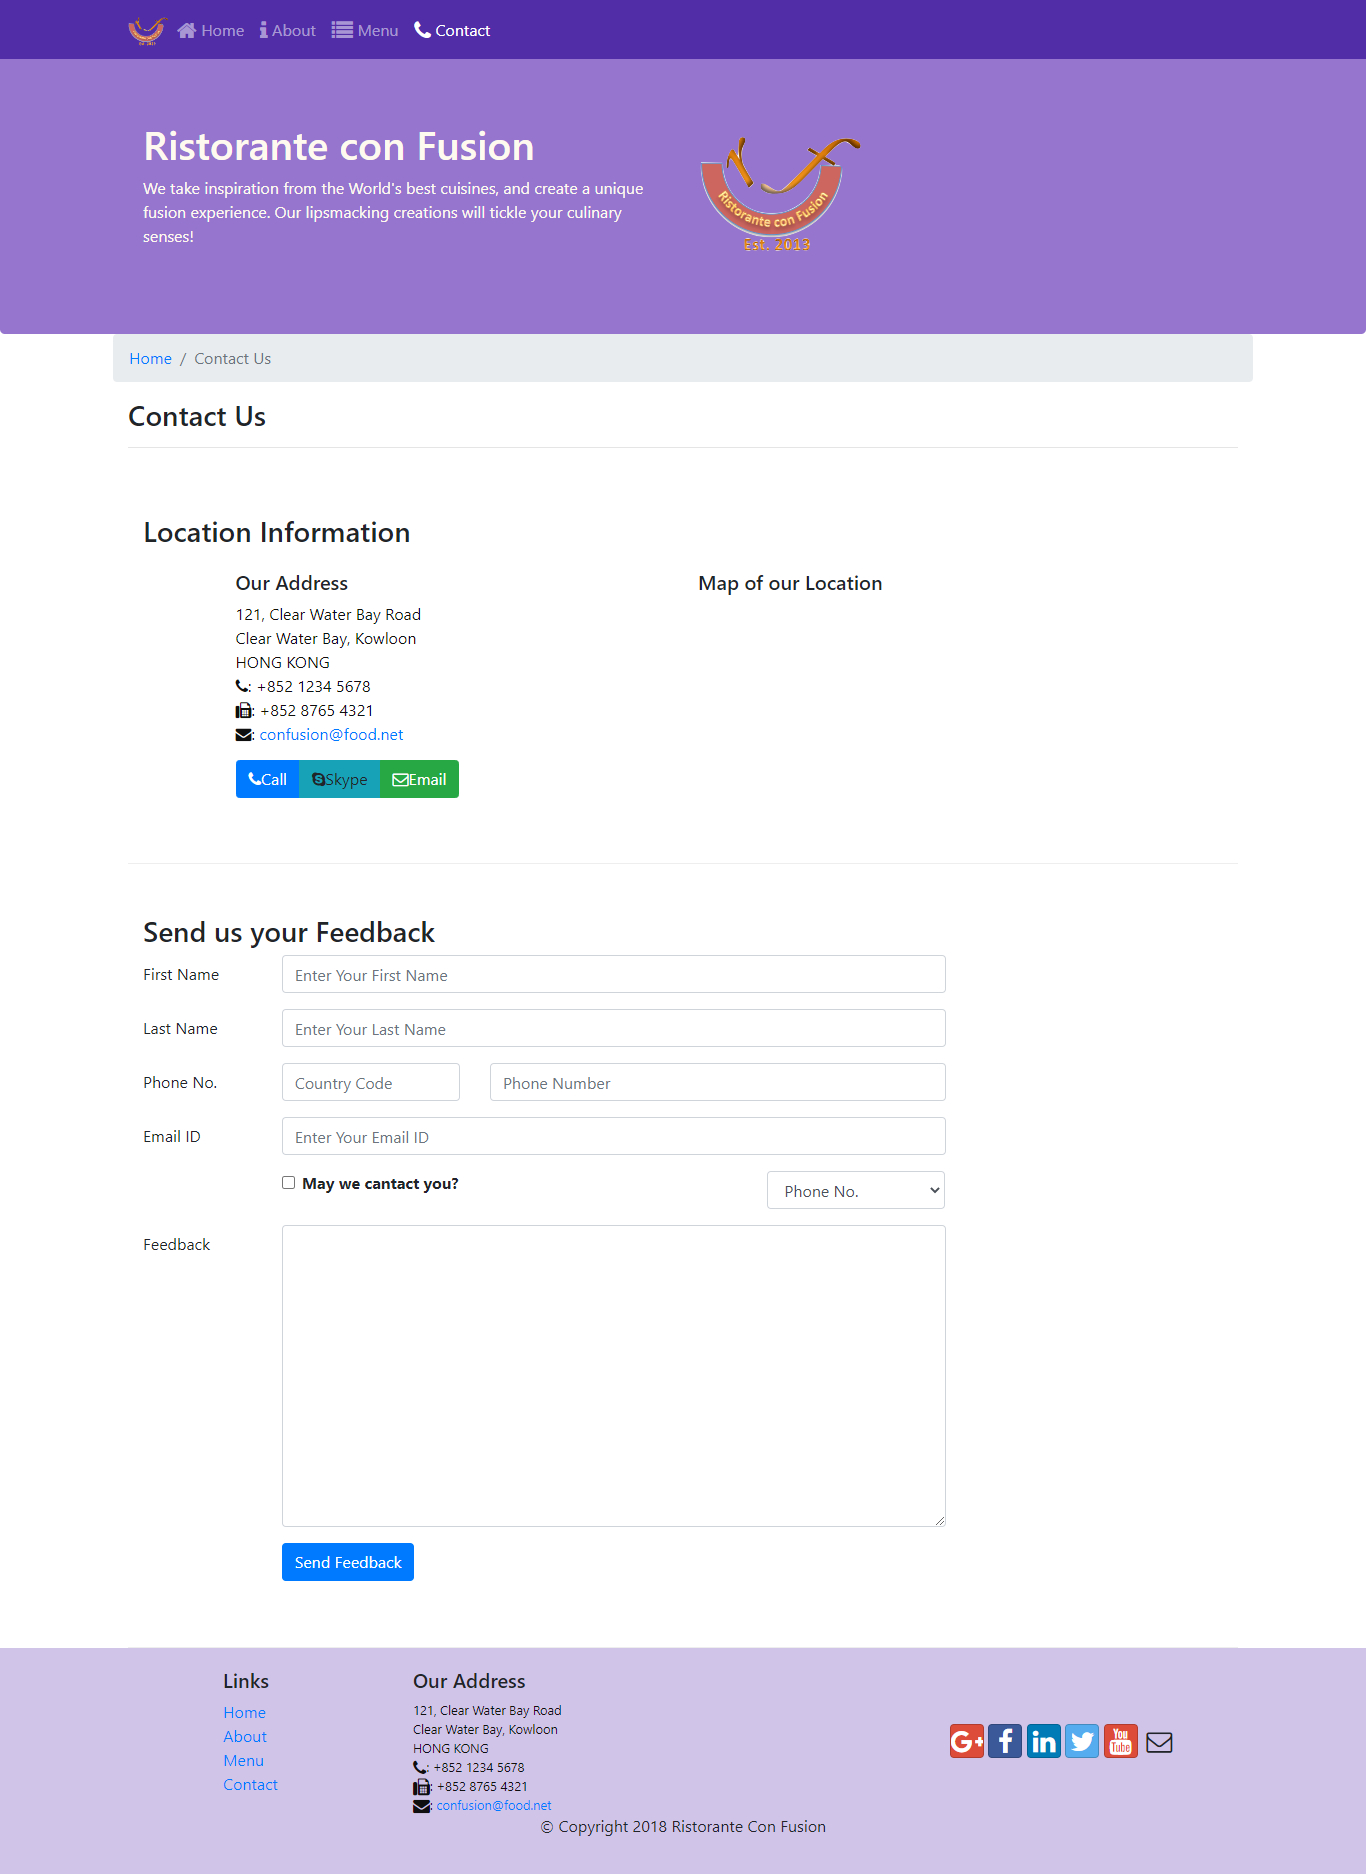 Home About Menu Contact
Ristorante con Fusion
We take inspiration from the World's best cuisines, and create a unique
fusion experience. Our lipsmacking creations will tickle your culinary
senses!
Ristorante con Fusion
Est. 2013
Home / Contact Us
Contact Us
Location Information
Our Address
121, Clear Water Bay Road
Clear Water Bay, Kowloon
HONG KONG
: +852 1234 5678
: +852 8765 4321
: confusion@food.net
Call Skype Email
Map of our Location
Send us your Feedback
First Name
Enter Your First Name
Last Name
Enter Your Last Name
Phone No.
Country Code
Phone Number
Email ID
Enter Your Email ID
May we cantact you?
Phone No.
Feedback
Send Feedback
Links
Home
About
Menu
Contact
Our Address
121, Clear Water Bay Road
Clear Water Bay, Kowloon
HONG KONG
: +852 1234 5678
: +852 8765 4321
: confusion@food.net
You
Tube
© Copyright 2018 Ristorante Con Fusion